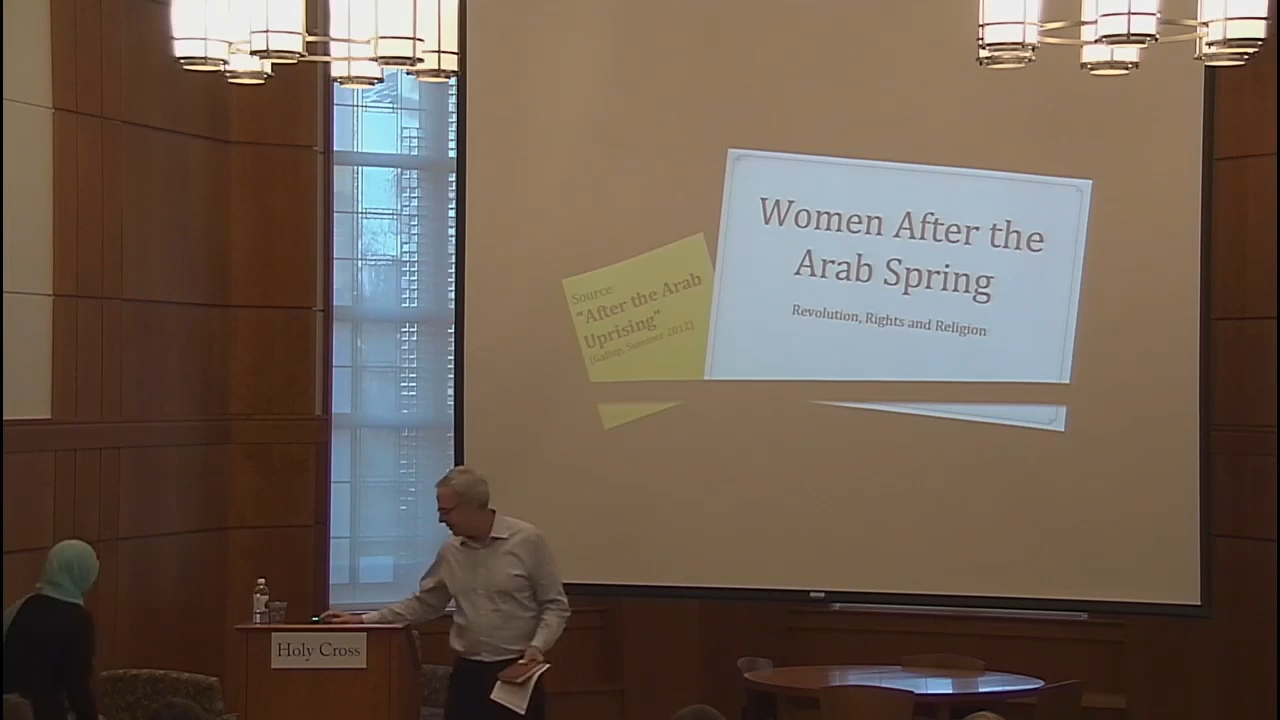 Women After the
Arab Spring
Revolution, Rights and Religion
Source:
"After the Arab
Uprising"
(Gallup, Summer 2012)
Holy Cross